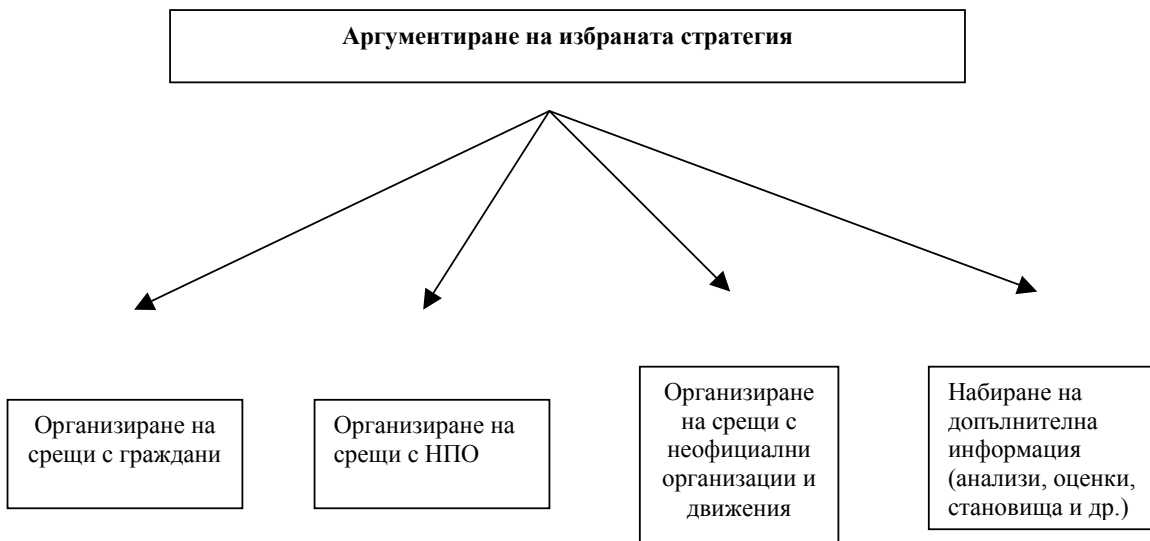 Аргументиране на избраната стратегия
Организиране на
срещи с граждани
Организиране на
срещи с НПО
Организиране
на срещи с
неофициални
организации и
движения
Набиране на
допълнителна
информация
(анализи, оценки,
становища и др.)